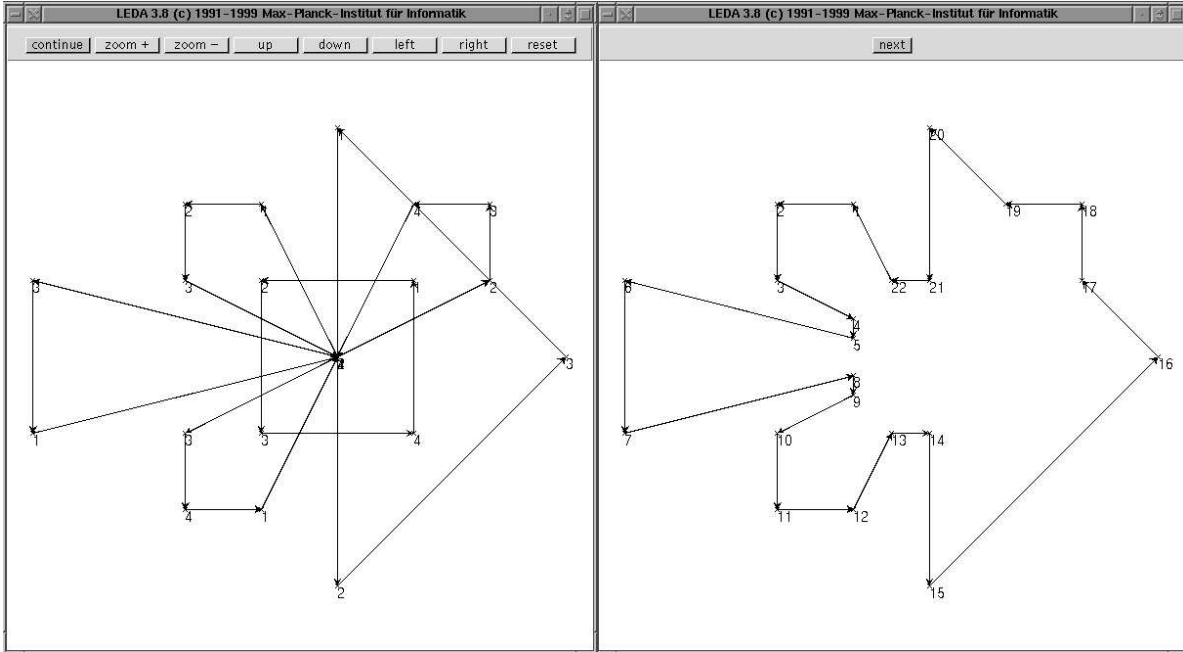 LEDA 3.8 (c) 1991-1999 Max-Planck-Institut für Informatik
continue zoom + zoom - up down left right reset
1
2 1 4 3
3 3 2 1 2
3
1 3 3 4
4 1
2
LEDA 3.8 (c) 1991-1999 Max-Planck-Institut für Informatik
next
20
2 1 19 18
6 3 22 21 17
4
5
16
8
9
7 10 13 14
11 12
15